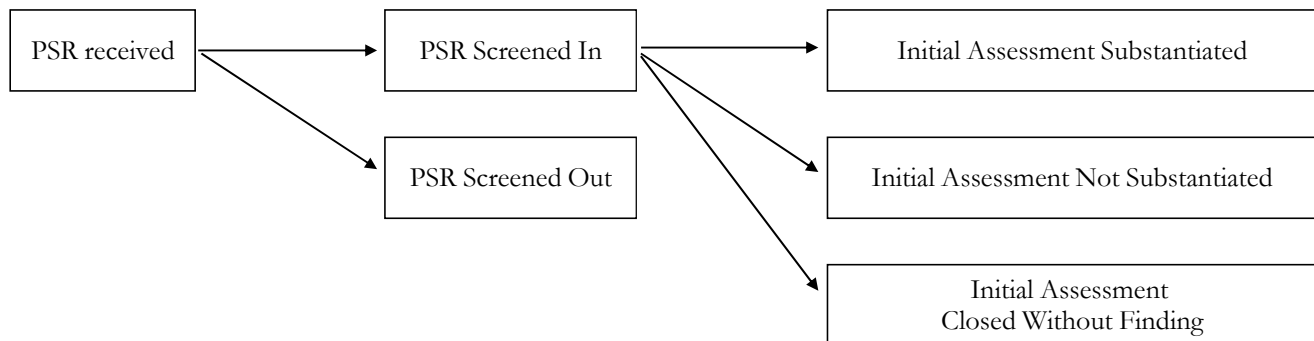 PSR received
PSR Screened In
Initial Assessment Substantiated
PSR Screened Out
Initial Assessment Not Substantiated
Initial Assessment
Closed Without Finding